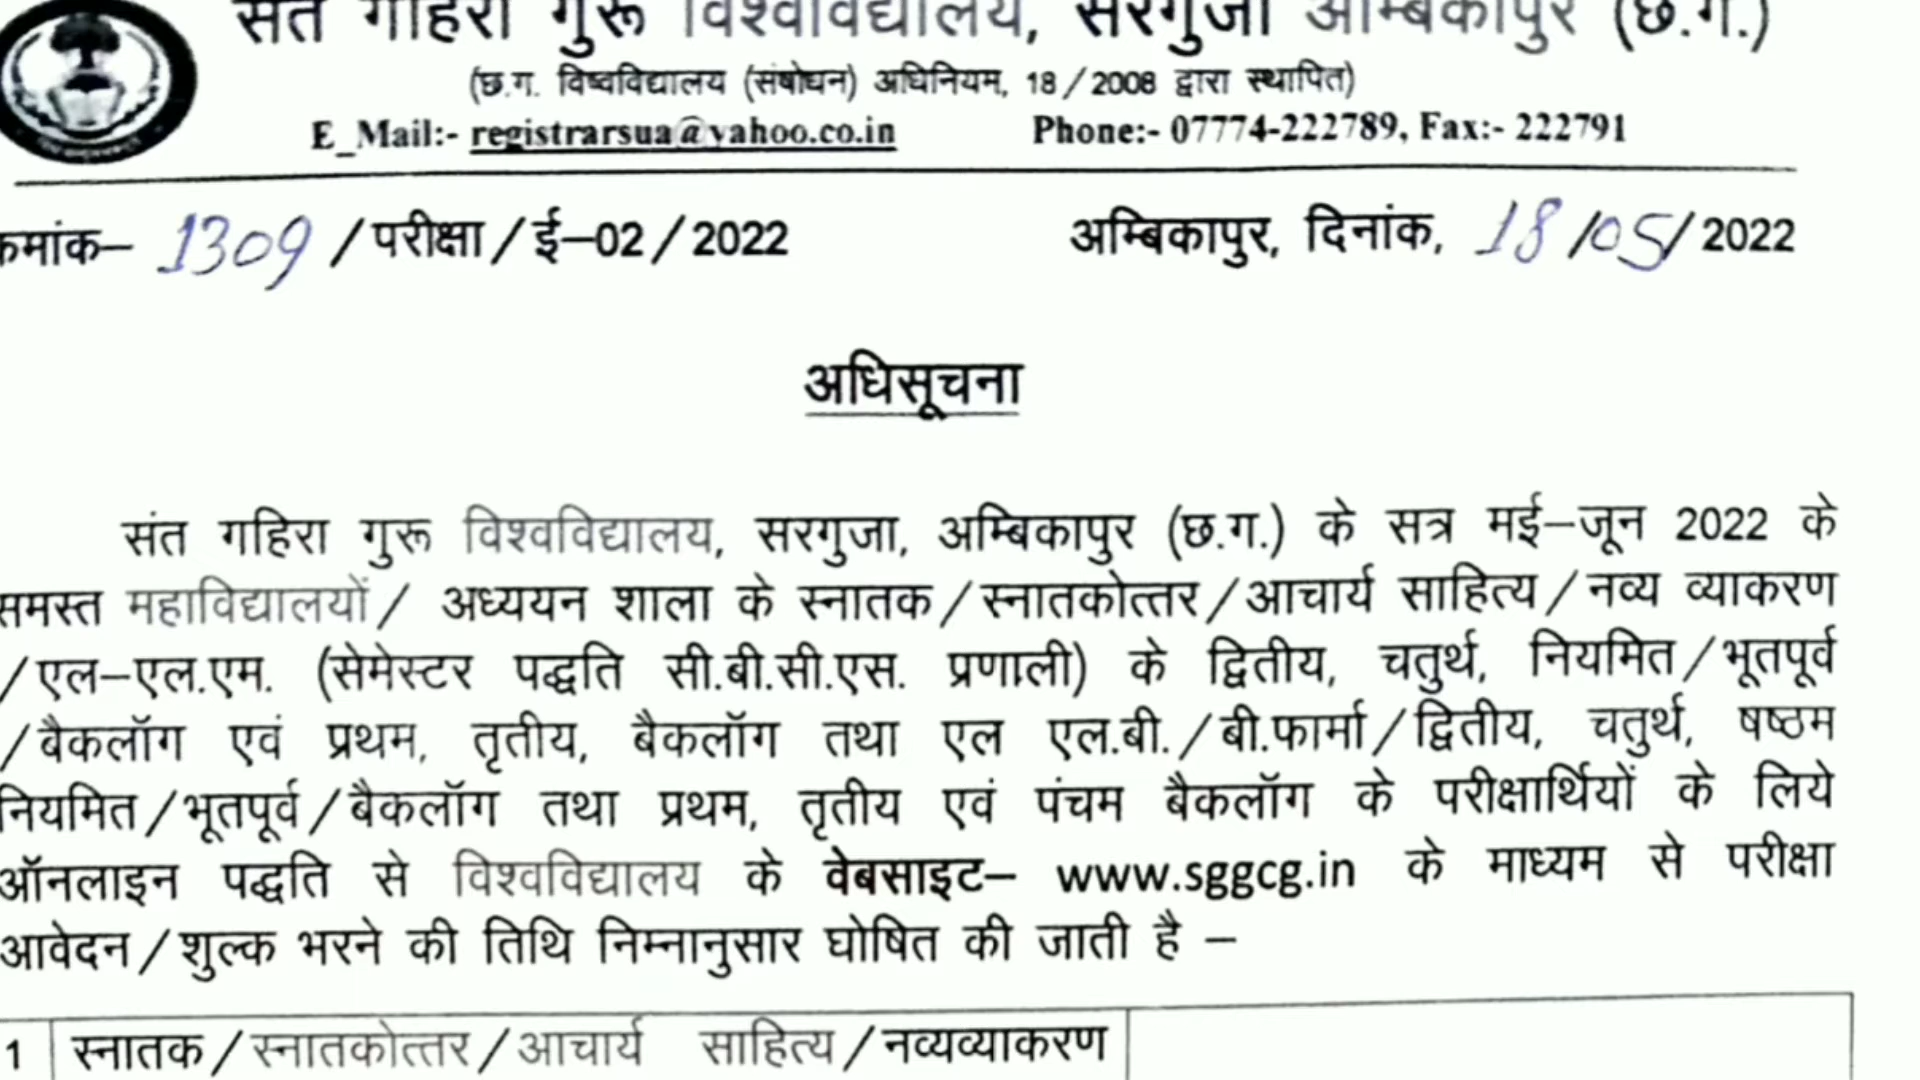 संत गहिरा गुरू विश्वविद्यालय, सरगुजा अम्बिकापुर (छ.ग.)
(छ.ग. विष्वविद्यालय (संषोधन) अधिनियम, 18/2008 द्वारा स्थापित)
E_Mail:- registrarsua@yahoo.co.in Phone:- 07774-222789, Fax:- 222791
क्रमांक– 1309 /परीक्षा/ई–02/2022 अम्बिकापुर, दिनांक, 18/05/2022
अधिसूचना
संत गहिरा गुरू विश्वविद्यालय, सरगुजा, अम्बिकापुर (छ.ग.) के सत्र मई–जून 2022 के
समस्त महाविद्यालयों/ अध्ययन शाला के स्नातक/स्नातकोत्तर/आचार्य साहित्य/नव्य व्याकरण
/एल–एल.एम. (सेमेस्टर पद्धति सी.बी.सी.एस. प्रणाली) के द्वितीय, चतुर्थ, नियमित/भूतपूर्व
/बैकलॉग एवं प्रथम, तृतीय, बैकलॉग तथा एल एल.बी./बी.फार्मा/द्वितीय, चतुर्थ, षष्ठम
नियमित/भूतपूर्व/बैकलॉग तथा प्रथम, तृतीय एवं पंचम बैकलॉग के परीक्षार्थियों के लिये
ऑनलाइन पद्धति से विश्वविद्यालय के वेबसाइट– www.sggcg.in के माध्यम से परीक्षा
आवेदन/शुल्क भरने की तिथि निम्नानुसार घोषित की जाती है –
1 स्नातक/स्नातकोत्तर/आचार्य साहित्य/नव्यव्याकरण